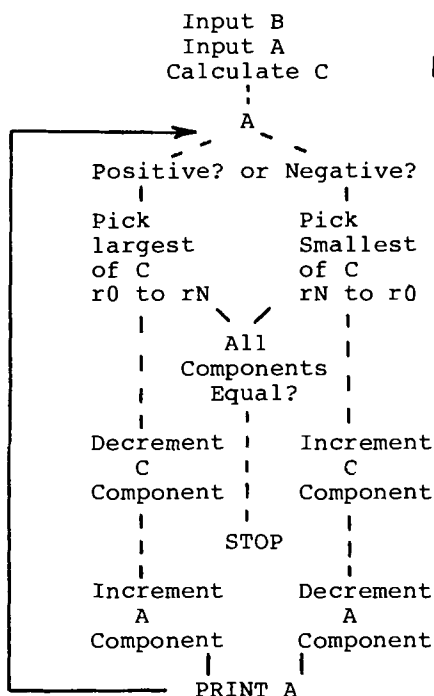 Input B
Input A
Calculate C
A
Positive? or Negative?
Pick
largest
of C
r0 to rN
Pick
Smallest
of C
rN to r0
All
Components
Equal?
Decrement
C
Component
Increment
C
Component
STOP
Increment
A
Component
Decrement
A
Component
PRINT A